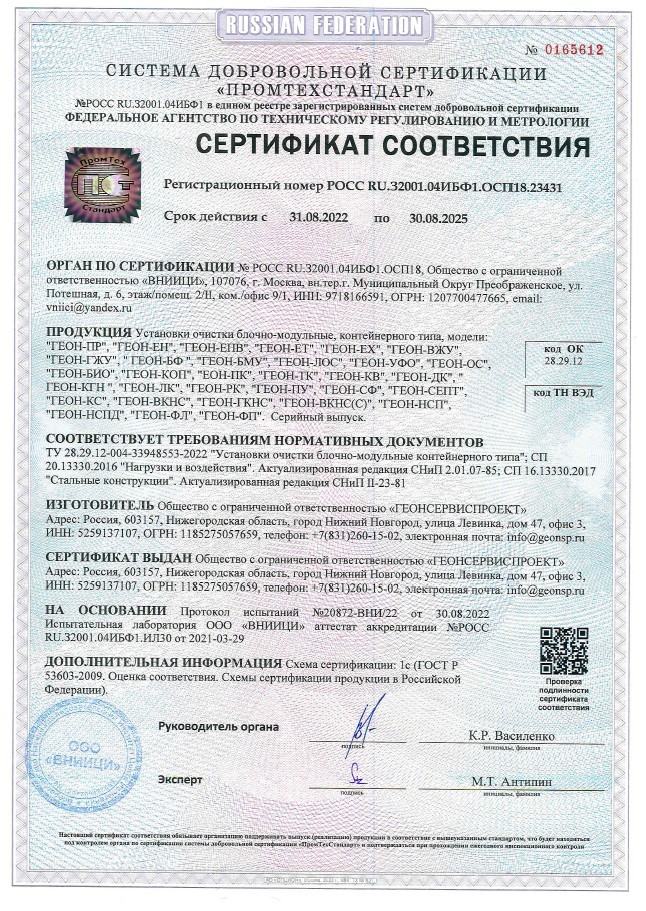 RUSSIAN FEDERATION
№ 0165612
СИСТЕМА ДОБРОВОЛЬНОЙ СЕРТИФИКАЦИИ
«ПРОМТЕХСТАНДАРТ»
№РОСС RU.32001.04ИБФ1 в едином реестре зарегистрированных систем добровольной сертификации
ФЕДЕРАЛЬНОЕ АГЕНТСТВО ПО ТЕХНИЧЕСКОМУ РЕГУЛИРОВАНИЮ И МЕТРОЛОГИИ
СЕРТИФИКАТ СООТВЕТСТВИЯ
ПромТех
ПСТ
Стандарт
Регистрационный номер РОСС RU.32001.04ИБФ1.ОСП18.23431
Срок действия с 31.08.2022 по 30.08.2025
ОРГАН ПО СЕРТИФИКАЦИИ № РОСС RU.32001.04ИБФ1.ОСП18, Общество с ограниченной
ответственностью «ВНИИЦИ», 107076, г. Москва, вн.тер.г. Муниципальный Округ Преображенское, ул.
Потешная, д. 6, этаж/помещ. 2/II, ком./офис 9/1, ИНН: 9718166591, ОГРН: 1207700477665, email:
vniici@yandex.ru
ПРОДУКЦИЯ Установки очистки блочно-модульные, контейнерного типа, модели:
"ГЕОН-ПР", "ГЕОН-ЕН", "ГЕОН-ЕПВ", "ГЕОН-ЕТ", "ГЕОН-ЕХ", "ГЕОН-ВЖУ",
"ГЕОН-ГЖУ", " ГЕОН-БФ ", "ГЕОН-БМУ", "ГЕОН-ЛОС", "ГЕОН-УФО", "ГЕОН-ОС",
"ГЕОН-БИО", "ГЕОН-КОП", "ЕОН-ПК", "ГЕОН-ТК", "ГЕОН-КВ", "ГЕОН-ДК", "
ГЕОН-КГН ", "ГЕОН-ЛК", "ГЕОН-РК", "ГЕОН-ПУ", "ГЕОН-СФ", "ГЕОН-СЕПТ",
"ГЕОН-КС", "ГЕОН-ВКНС", "ГЕОН-ГКНС", "ГЕОН-ВКНС(С)", "ГЕОН-НСП",
"ГЕОН-НСПД", "ГЕОН-ФЛ", "ГЕОН-ФП". Серийный выпуск.
код ОК
28.29.12
код ТН ВЭД
СООТВЕТСТВУЕТ ТРЕБОВАНИЯМ НОРМАТИВНЫХ ДОКУМЕНТОВ
ТУ 28.29.12-004-33948553-2022 "Установки очистки блочно-модульные контейнерного типа"; СП
20.13330.2016 "Нагрузки и воздействия". Актуализированная редакция СНиП 2.01.07-85; СП 16.13330.2017
"Стальные конструкции". Актуализированная редакция СНиП II-23-81
ИЗГОТОВИТЕЛЬ Общество с ограниченной ответственностью «ГЕОНСЕРВИСПРОЕКТ»
Адрес: Россия, 603157, Нижегородская область, город Нижний Новгород, улица Левинка, дом 47, офис 3,
ИНН: 5259137107, ОГРН: 1185275057659, телефон: +7(831)260-15-02, электронная почта: info@geonsp.ru
СЕРТИФИКАТ ВЫДАН Общество с ограниченной ответственностью «ГЕОНСЕРВИСПРОЕКТ»
Адрес: Россия, 603157, Нижегородская область, город Нижний Новгород, улица Левинка, дом 47, офис 3,
ИНН: 5259137107, ОГРН: 1185275057659, телефон: +7(831)260-15-02, электронная почта: info@geonsp.ru
НА ОСНОВАНИИ Протокол испытаний №20872-ВНИ/22 от 30.08.2022
Испытательная лаборатория ООО «ВНИИЦИ» аттестат аккредитации №РОСС
RU.32001.04ИБФ1.ИЛ30 от 2021-03-29
ДОПОЛНИТЕЛЬНАЯ ИНФОРМАЦИЯ Схема сертификации: 1с (ГОСТ Р
53603-2009. Оценка соответствия. Схемы сертификации продукции в Российской
Федерации).
Проверка
подлинности
сертификата
соответствия
Руководитель органа
подпись
К.Р. Василенко
инициалы, фамилия
ООО
«ВНИИЦИ»
Эксперт
подпись
М.Т. Антипин
инициалы, фамилия
Настоящий сертификат соответствия обязывает организацию поддерживать выпуск (реализацию) продукции в соответствии с вышеуказанным стандартом, что будет находиться
под контролем органа по сертификации системы добровольной сертификации «ПромТехСтандарт» и подтверждаться при прохождении ежегодного инспекционного контроля